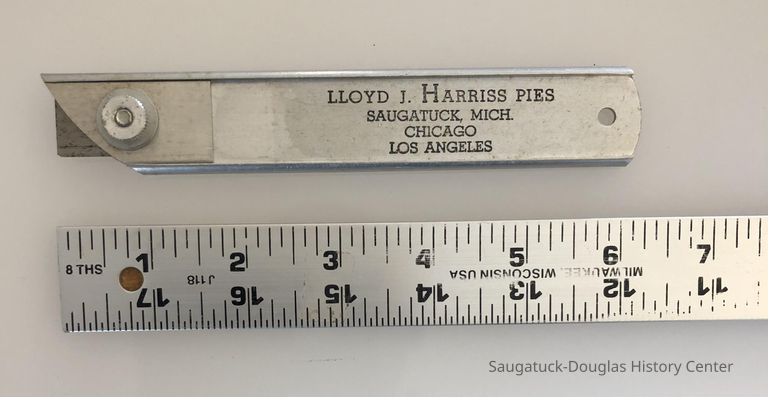 LLOYD J. HARRISS PIES
SAUGATUCK, MICH.
CHICAGO
LOS ANGELES
8 THS 1 2 3 4 5 6 7
J118
MILWAUKEE, WISCONSIN USA
17 16 15 14 13 12 11
Saugatuck-Douglas History Center